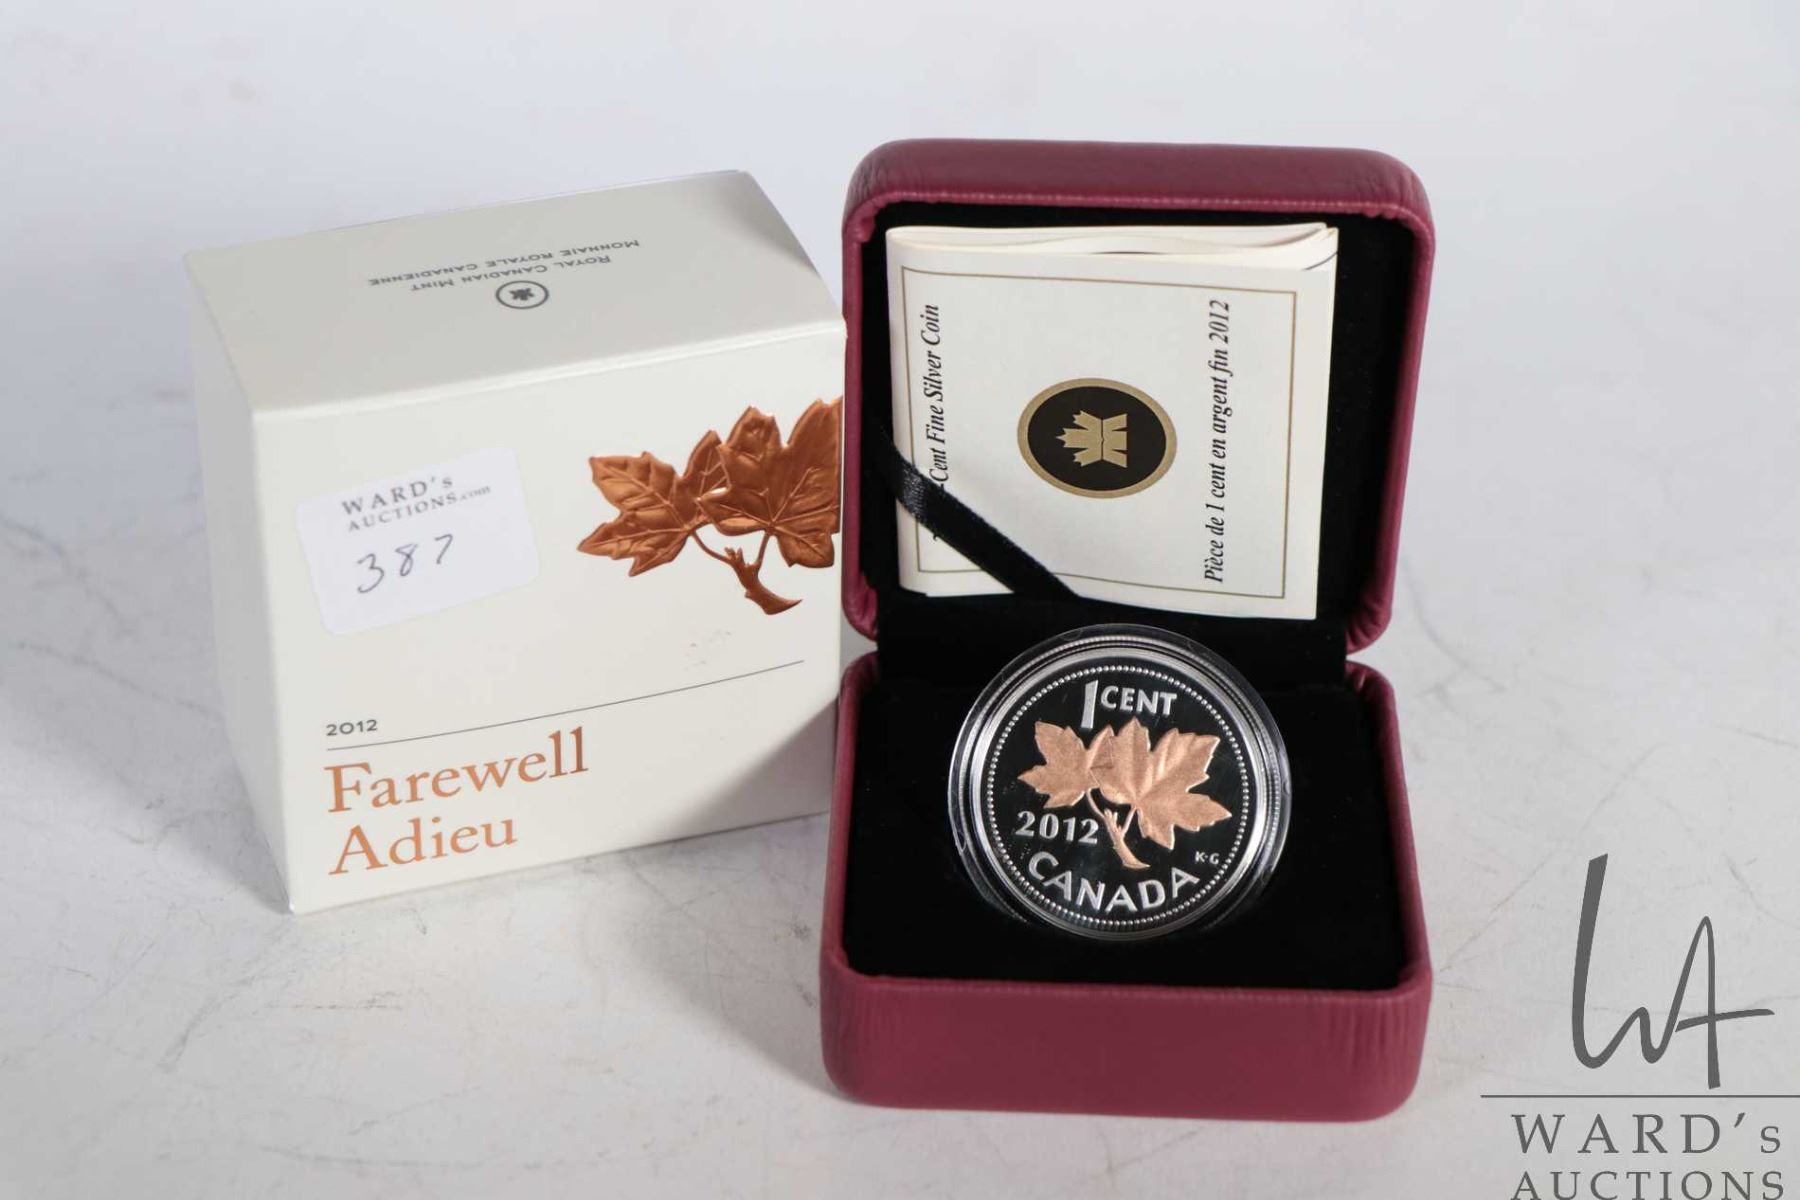 ROYAL CANADIAN MINT
MONNAIE ROYALE CANADIENNE
WARD's
AUCTIONS.com
387
2012
Farewell
Adieu
Cent Fine Silver Coin
Pièce de 1 cent en argent fin 2012
1 CENT
2012
K·G
CANADA
WA
WARD's
AUCTIONS